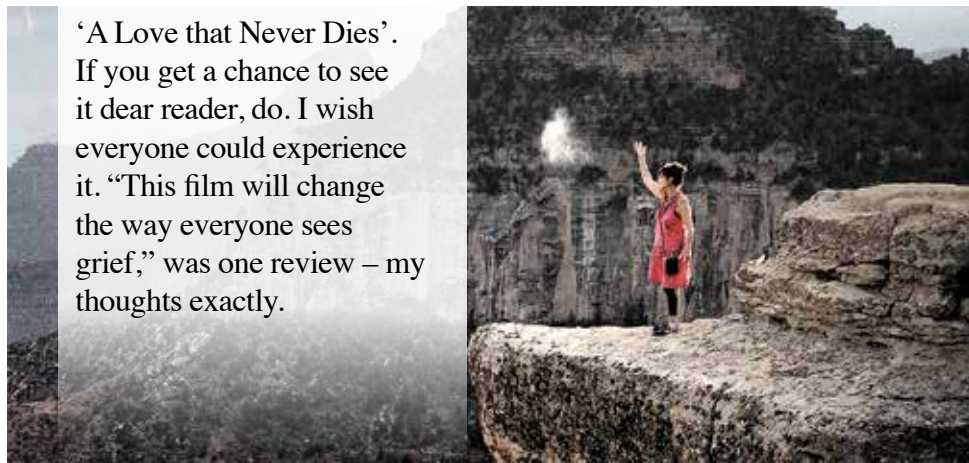 ‘A Love that Never Dies’.
If you get a chance to see
it dear reader, do. I wish
everyone could experience
it. “This film will change
the way everyone sees
grief,” was one review – my
thoughts exactly.